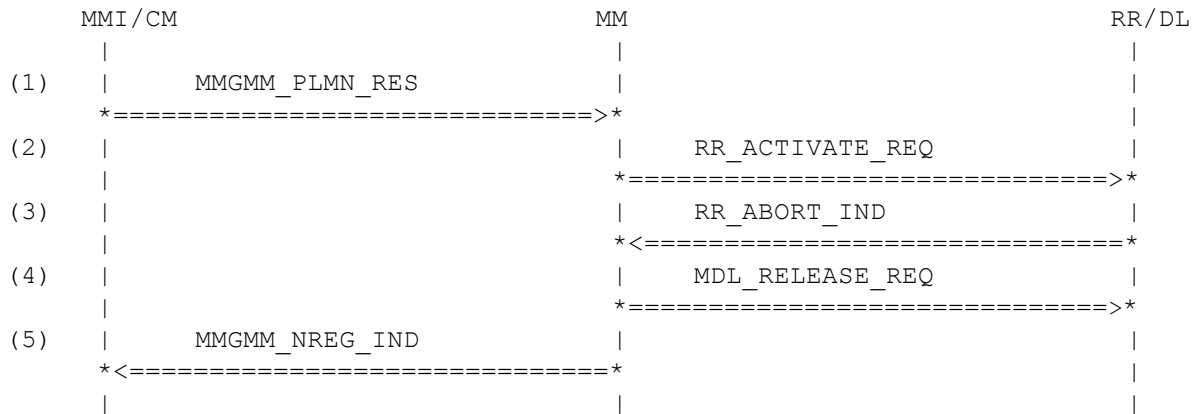 MMI/CM MM RR/DL
(1) MMGMM_PLMN_RES
(2) RR_ACTIVATE_REQ
(3) RR_ABORT_IND
(4) MDL_RELEASE_REQ
(5) MMGMM_NREG_IND